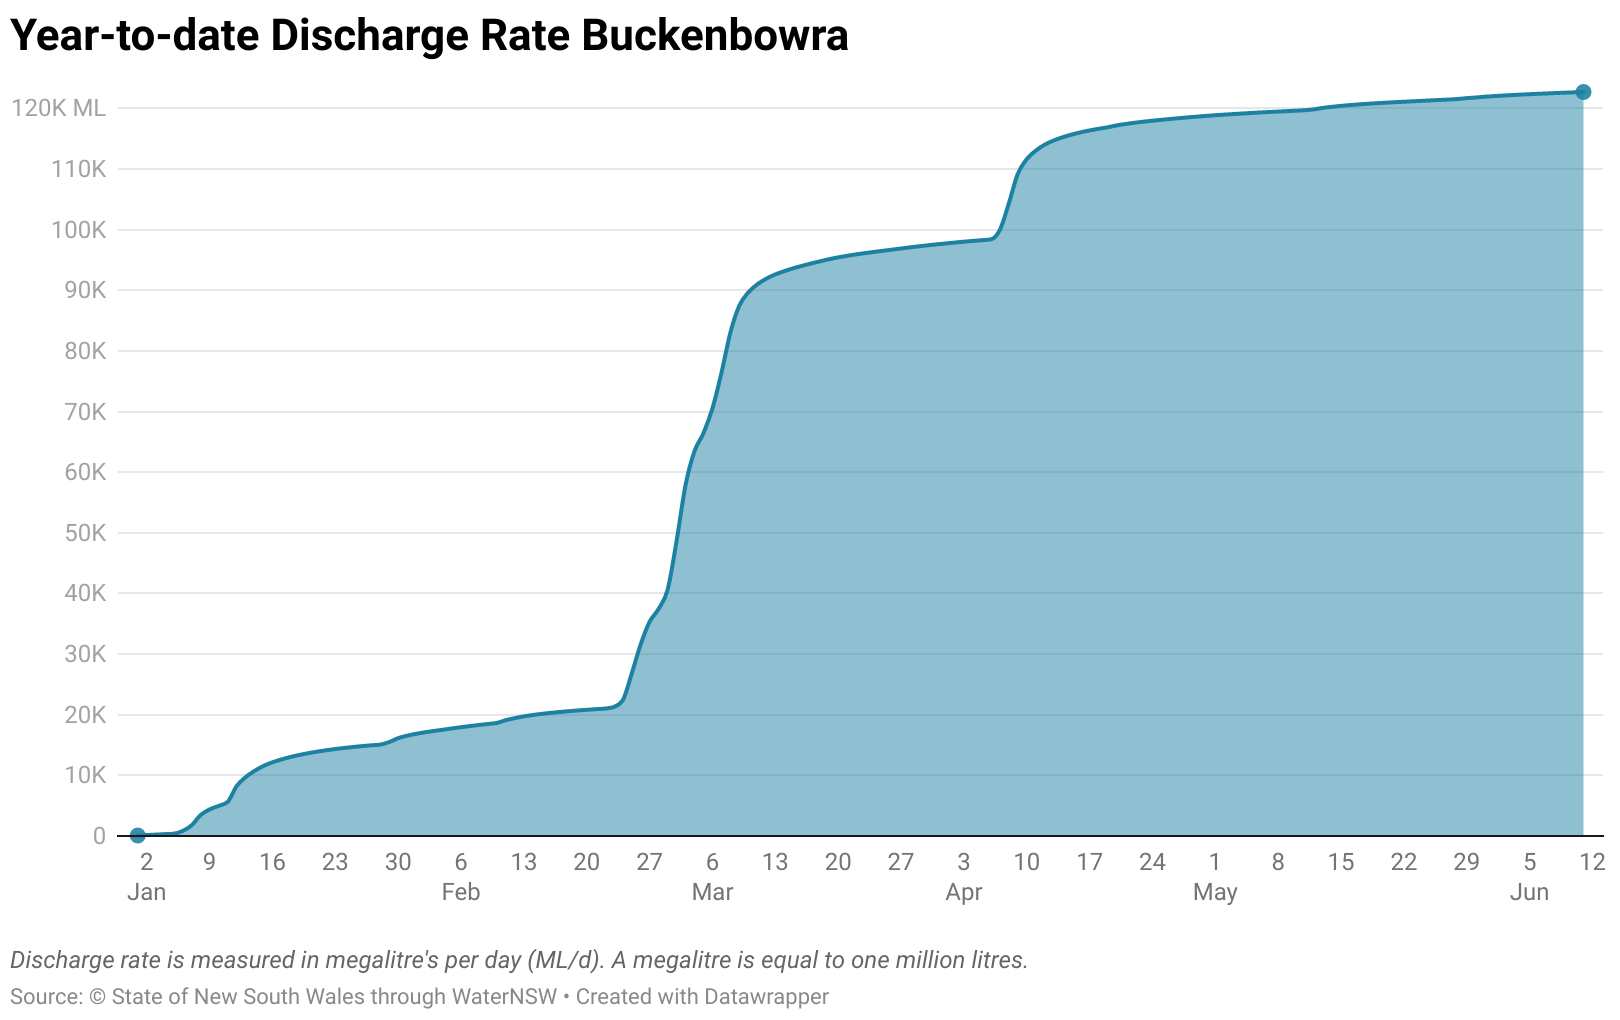 Year-to-date Discharge Rate Buckenbowra
120K ML
110K
100K
90K
80K
70K
60K
50K
40K
30K
20K
10K
0
2 9 16 23 30 6 13 20 27 6 13 20 27 3 10 17 24 1 8 15 22 29 5 12
Jan Feb Mar Apr May Jun
Discharge rate is measured in megalitre's per day (ML/d). A megalitre is equal to one million litres.
Source: © State of New South Wales through WaterNSW • Created with Datawrapper